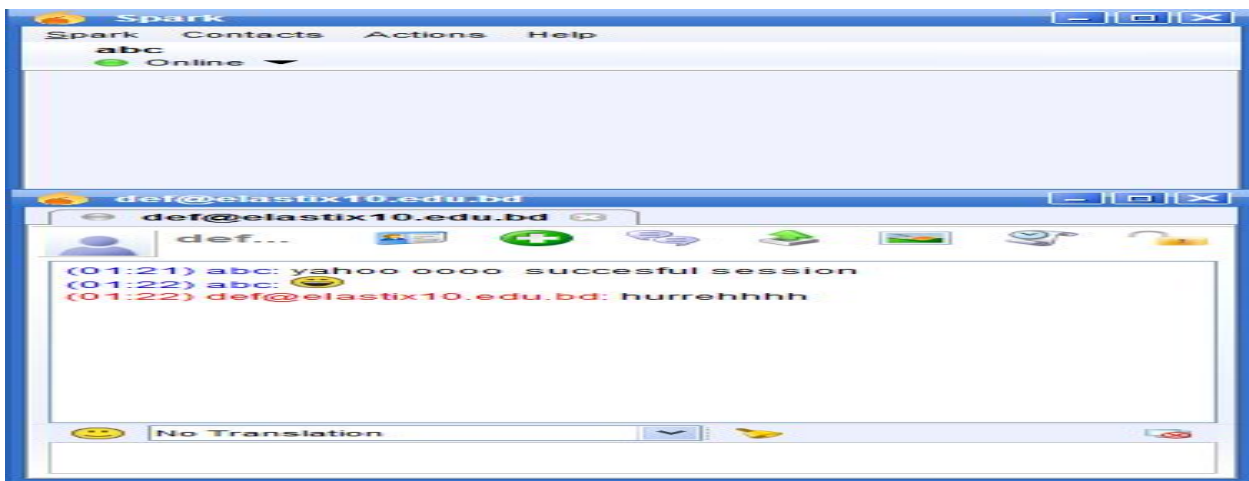 Spark
Spark Contacts Actions Help
abc
Online
def@elastix10.edu.bd
def@elastix10.edu.bd
def...
(01:21) abc: yahoo oooo succesful session
(01:22) abc:
(01:22) def@elastix10.edu.bd: hurrehhhh
No Translation